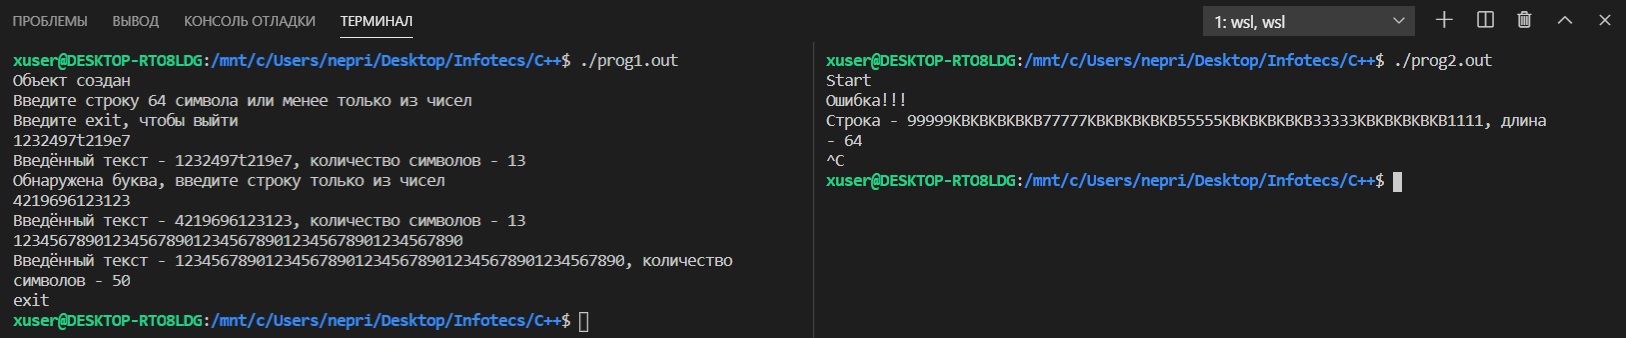 ПРОБЛЕМЫ ВЫВОД КОНСОЛЬ ОТЛАДКИ ТЕРМИНАЛ 1: wsl, wsl
xuser@DESKTOP-RTO8LDG:/mnt/c/Users/nepri/Desktop/Infotecs/C++$ ./prog1.out
Объект создан
Введите строку 64 символа или менее только из чисел
Введите exit, чтобы выйти
1232497t219e7
Введённый текст - 1232497t219e7, количество символов - 13
Обнаружена буква, введите строку только из чисел
4219696123123
Введённый текст - 4219696123123, количество символов - 13
12345678901234567890123456789012345678901234567890
Введённый текст - 12345678901234567890123456789012345678901234567890, количество
символов - 50
exit
xuser@DESKTOP-RTO8LDG:/mnt/c/Users/nepri/Desktop/Infotecs/C++$
xuser@DESKTOP-RTO8LDG:/mnt/c/Users/nepri/Desktop/Infotecs/C++$ ./prog2.out
Start
Ошибка!!!
Строка - 99999KBKBKBKBKB77777KBKBKBKBKB55555KBKBKBKBKB33333KBKBKBKBKB1111, длина
- 64
^C
xuser@DESKTOP-RTO8LDG:/mnt/c/Users/nepri/Desktop/Infotecs/C++$